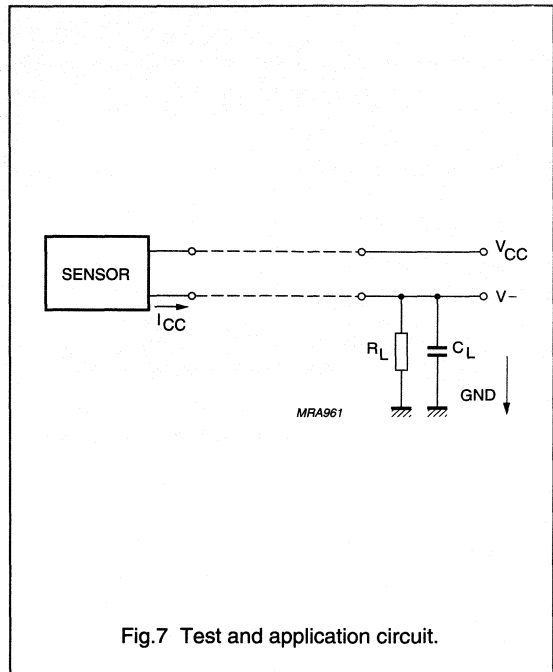 SENSOR
V_CC
V−
I_CC
R_L
C_L
GND
MRA961
Fig.7 Test and application circuit.